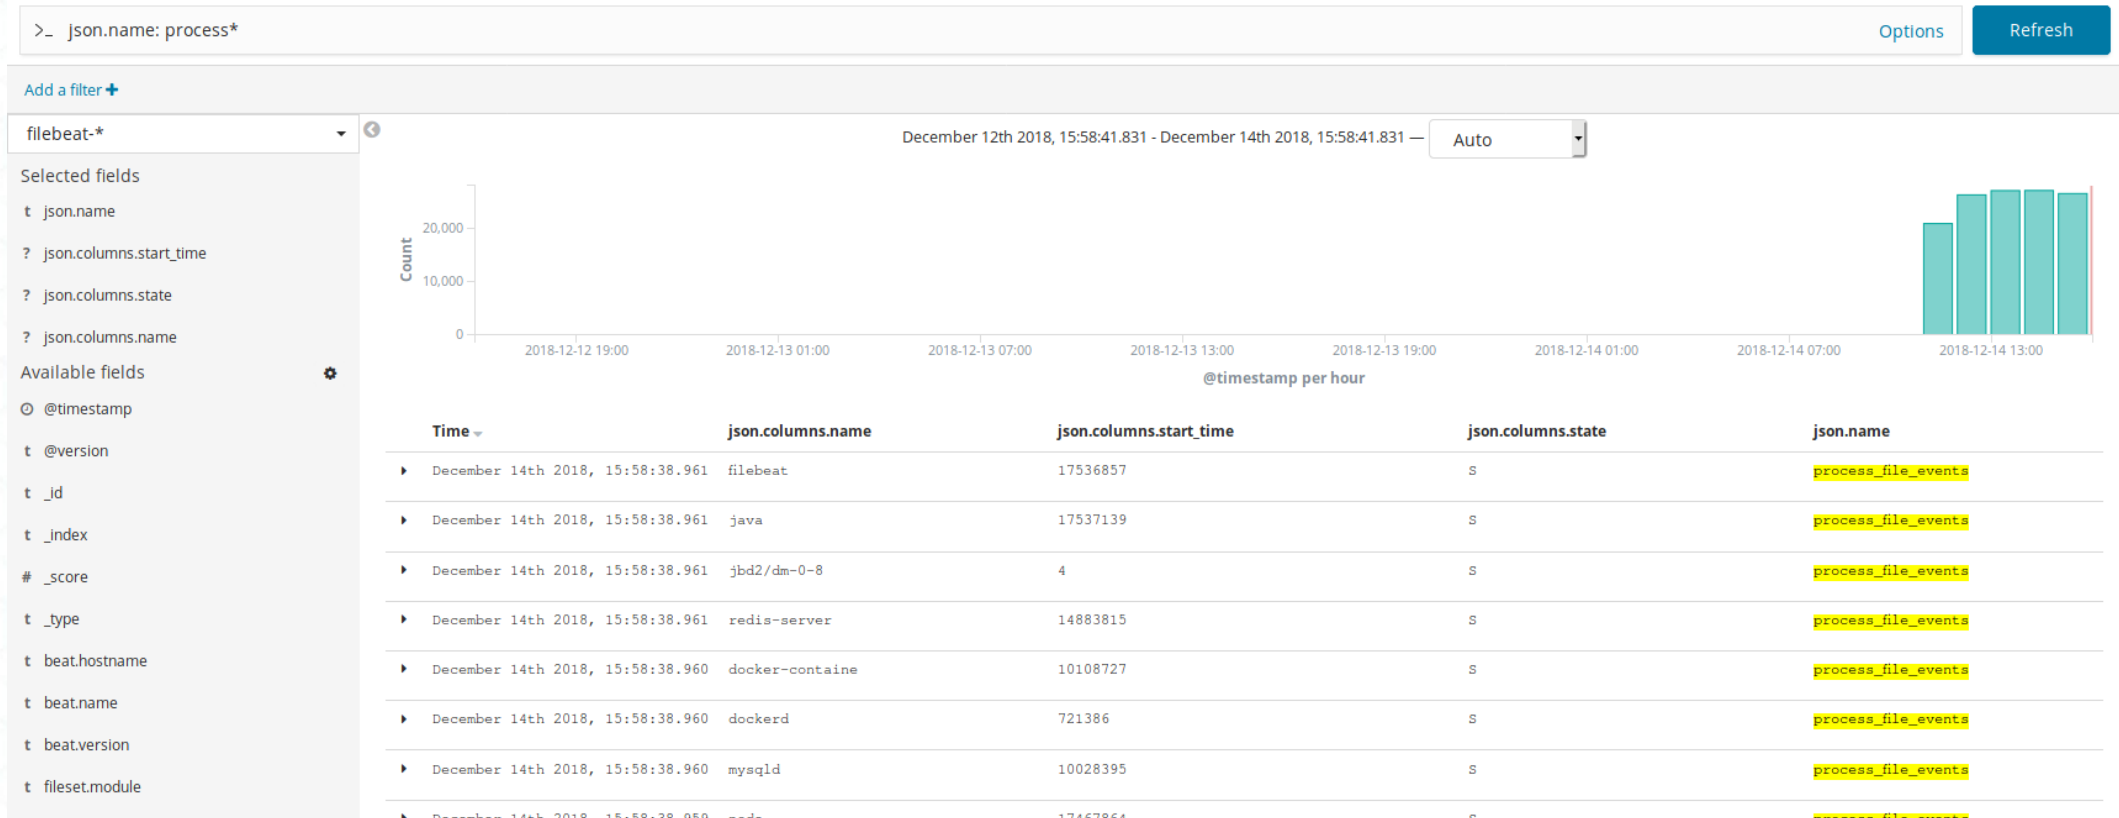 >_ json.name: process*
Options
Refresh
Add a filter +
filebeat-*
December 12th 2018, 15:58:41.831 - December 14th 2018, 15:58:41.831 — Auto
Selected fields
t json.name
? json.columns.start_time
? json.columns.state
? json.columns.name
Available fields
@timestamp
t @version
t _id
t _index
# _score
t _type
t beat.hostname
t beat.name
t beat.version
t fileset.module
Count
20,000
10,000
0
2018-12-12 19:00 2018-12-13 01:00 2018-12-13 07:00 2018-12-13 13:00 2018-12-13 19:00 2018-12-14 01:00 2018-12-14 07:00 2018-12-14 13:00
@timestamp per hour
Time json.columns.name json.columns.start_time json.columns.state json.name
December 14th 2018, 15:58:38.961 filebeat 17536857 S process_file_events
December 14th 2018, 15:58:38.961 java 17537139 S process_file_events
December 14th 2018, 15:58:38.961 jbd2/dm-0-8 4 S process_file_events
December 14th 2018, 15:58:38.961 redis-server 14883815 S process_file_events
December 14th 2018, 15:58:38.960 docker-containe 10108727 S process_file_events
December 14th 2018, 15:58:38.960 dockerd 721386 S process_file_events
December 14th 2018, 15:58:38.960 mysqld 10028395 S process_file_events
December 14th 2018, 15:58:38.959 S process_file_events